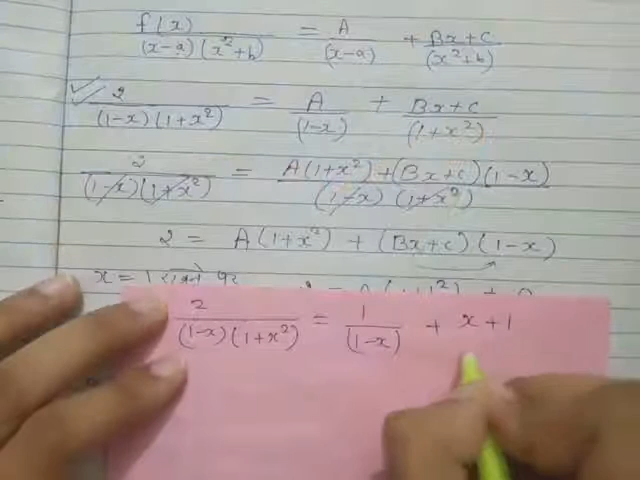 f(x) / (x-a)(x²+b) = A / (x-a) + Bx+c / (x²+b)
2 / (1-x)(1+x²) = A / (1-x) + Bx+c / (1+x²)
2 / (1-x)(1+x²) = A(1+x²)+(Bx+c)(1-x) / (1-x)(1+x²)
2 = A(1+x²) + (Bx+c)(1-x)
x = 1
2 / (1-x)(1+x²) = 1 / (1-x) + x+1